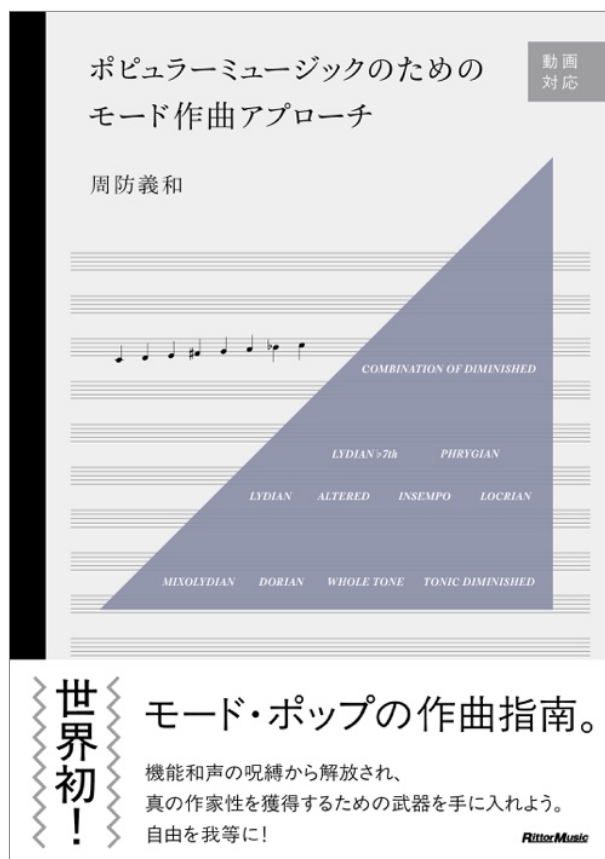 ポピュラーミュージックのための
モード作曲アプローチ
動画
対応
周防義和
COMBINATION OF DIMINISHED
LYDIAN♭7th PHRYGIAN
LYDIAN ALTERED INSEMPO LOCRIAN
MIXOLYDIAN DORIAN WHOLE TONE TONIC DIMINISHED
世界初！
モード・ポップの作曲指南。
機能和声の呪縛から解放され、
真の作家性を獲得するための武器を手に入れよう。
自由を我等に！
RittorMusic